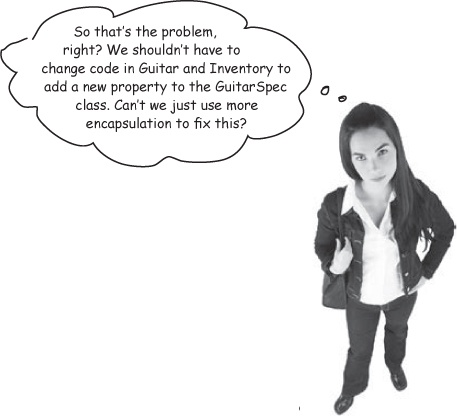 So that's the problem,
right? We shouldn't have to
change code in Guitar and Inventory to
add a new property to the GuitarSpec
class. Can't we just use more
encapsulation to fix this?